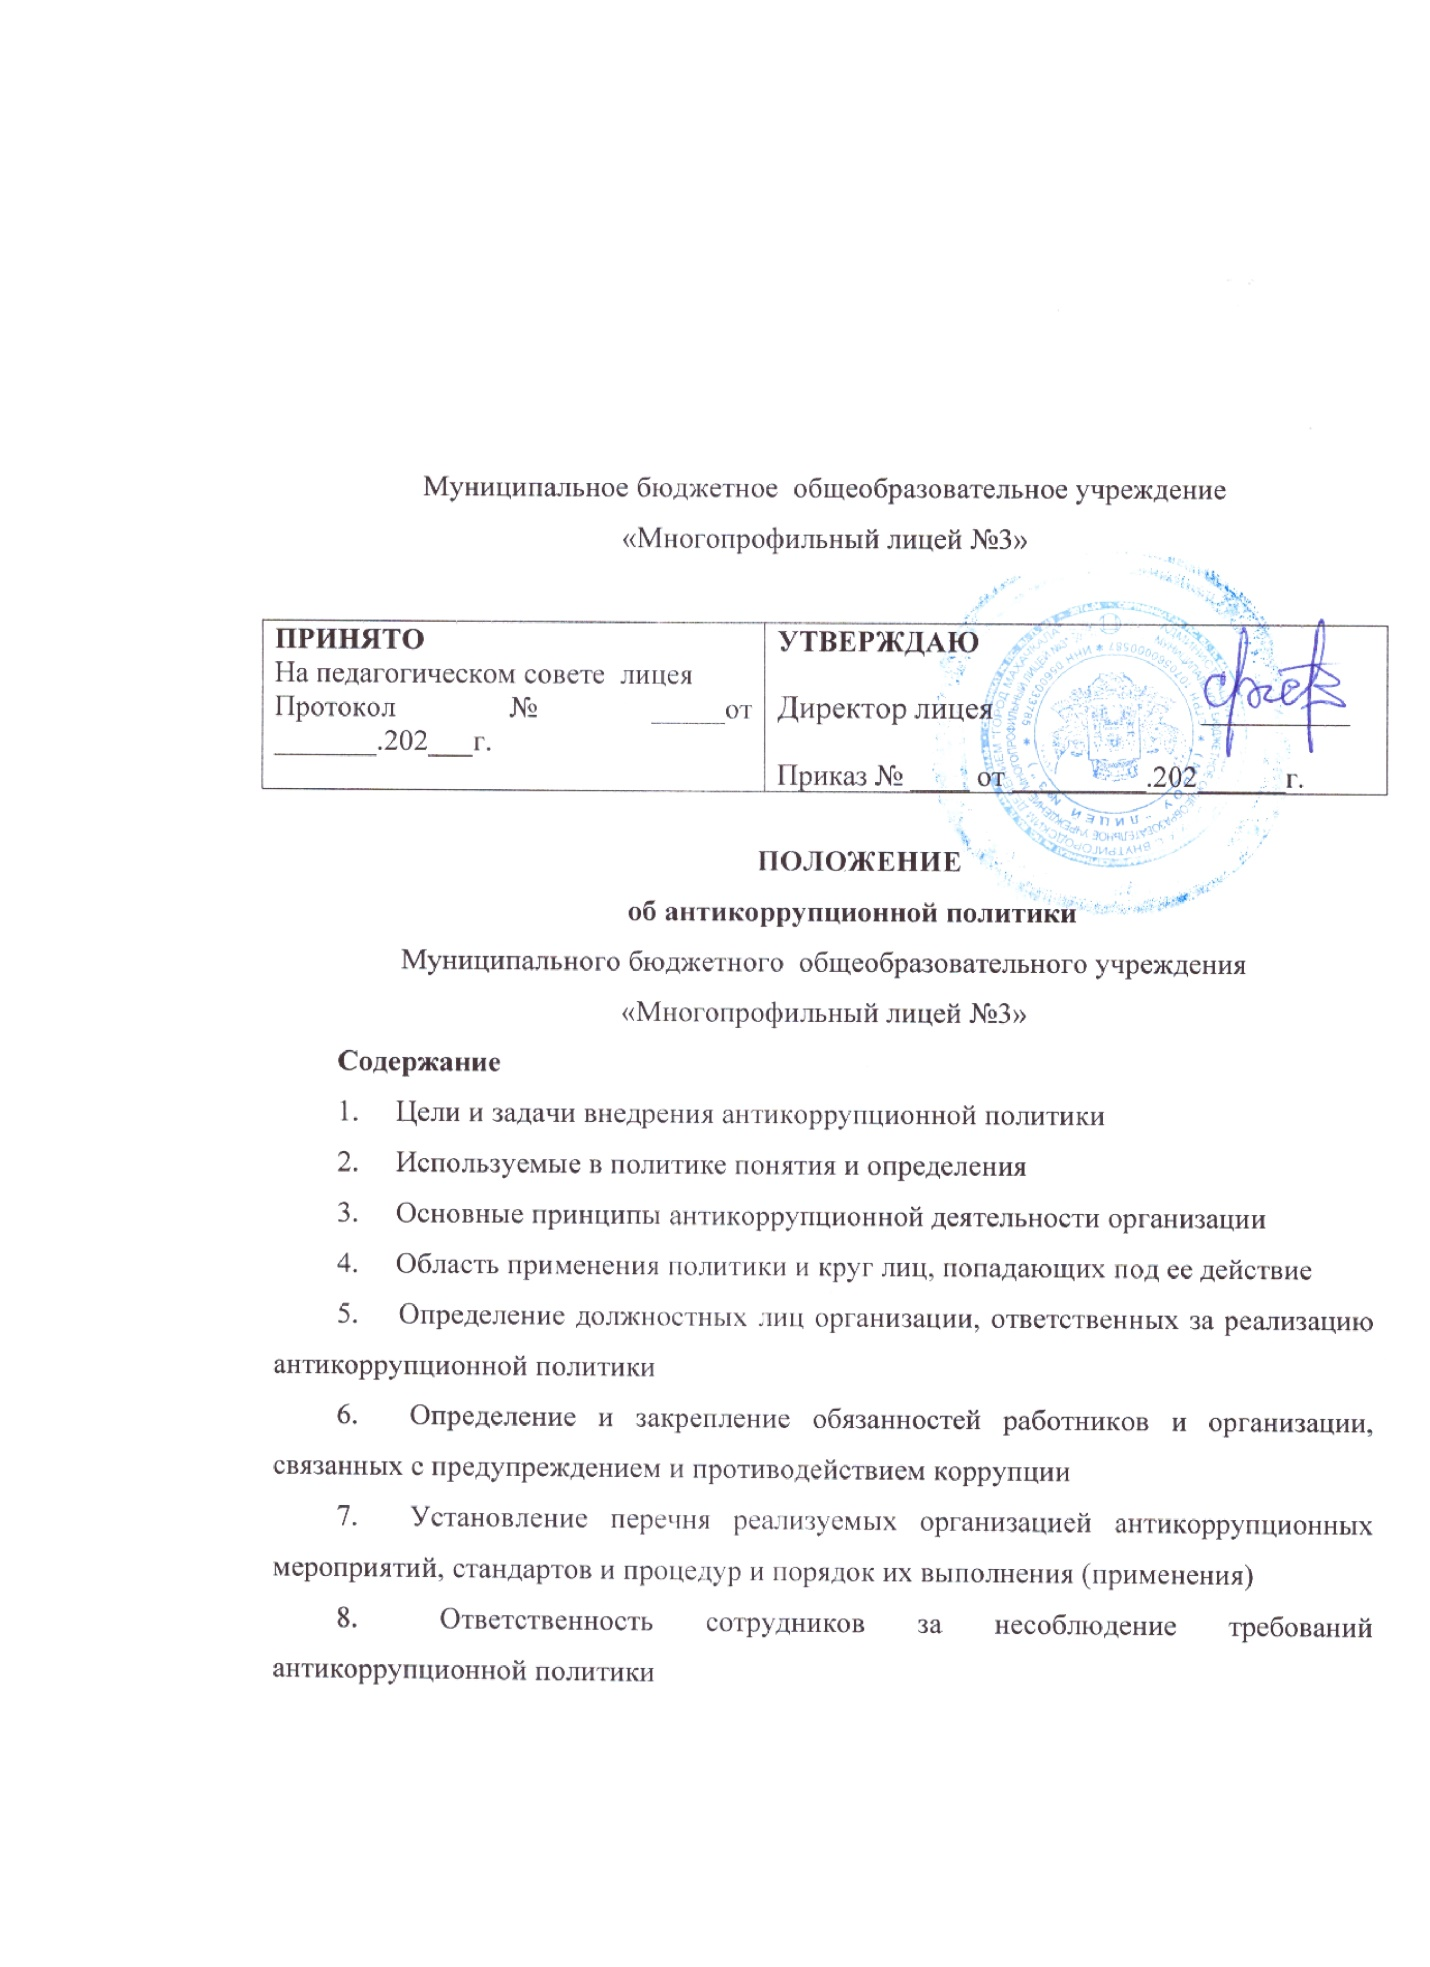 Муниципальное бюджетное общеобразовательное учреждение
«Многопрофильный лицей №3»
ПРИНЯТО
На педагогическом совете лицея
Протокол № _____от
_______.202___г.
УТВЕРЖДАЮ
Директор лицея __________
Приказ № ____ от _________.202______г.
ПОЛОЖЕНИЕ
об антикоррупционной политики
Муниципального бюджетного общеобразовательного учреждения
«Многопрофильный лицей №3»
Содержание
1. Цели и задачи внедрения антикоррупционной политики
2. Используемые в политике понятия и определения
3. Основные принципы антикоррупционной деятельности организации
4. Область применения политики и круг лиц, попадающих под ее действие
5. Определение должностных лиц организации, ответственных за реализацию
антикоррупционной политики
6. Определение и закрепление обязанностей работников и организации,
связанных с предупреждением и противодействием коррупции
7. Установление перечня реализуемых организацией антикоррупционных
мероприятий, стандартов и процедур и порядок их выполнения (применения)
8. Ответственность сотрудников за несоблюдение требований
антикоррупционной политики